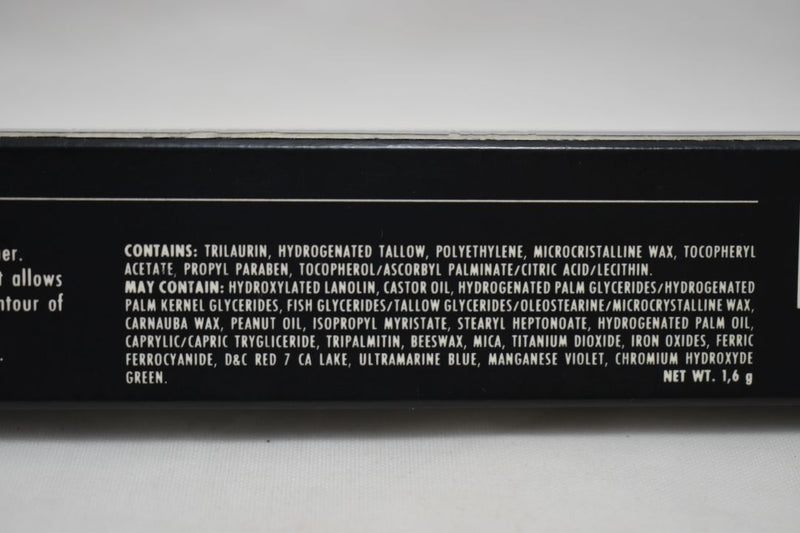 er.
t allows
ntour of
.
CONTAINS: TRILAURIN, HYDROGENATED TALLOW, POLYETHYLENE, MICROCRISTALLINE WAX, TOCOPHERYL
ACETATE, PROPYL PARABEN, TOCOPHEROL/ASCORBYL PALMINATE/CITRIC ACID/LECITHIN.
MAY CONTAIN: HYDROXYLATED LANOLIN, CASTOR OIL, HYDROGENATED PALM GLYCERIDES/HYDROGENATED
PALM KERNEL GLYCERIDES, FISH GLYCERIDES/TALLOW GLYCERIDES/OLEOSTEARINE/MICROCRYSTALLINE WAX,
CARNAUBA WAX, PEANUT OIL, ISOPROPYL MYRISTATE, STEARYL HEPTONOATE, HYDROGENATED PALM OIL,
CAPRYLIC/CAPRIC TRYGLICERIDE, TRIPALMITIN, BEESWAX, MICA, TITANIUM DIOXIDE, IRON OXIDES, FERRIC
FERROCYANIDE, D&C RED 7 CA LAKE, ULTRAMARINE BLUE, MANGANESE VIOLET, CHROMIUM HYDROXYDE
GREEN. NET WT. 1,6 g